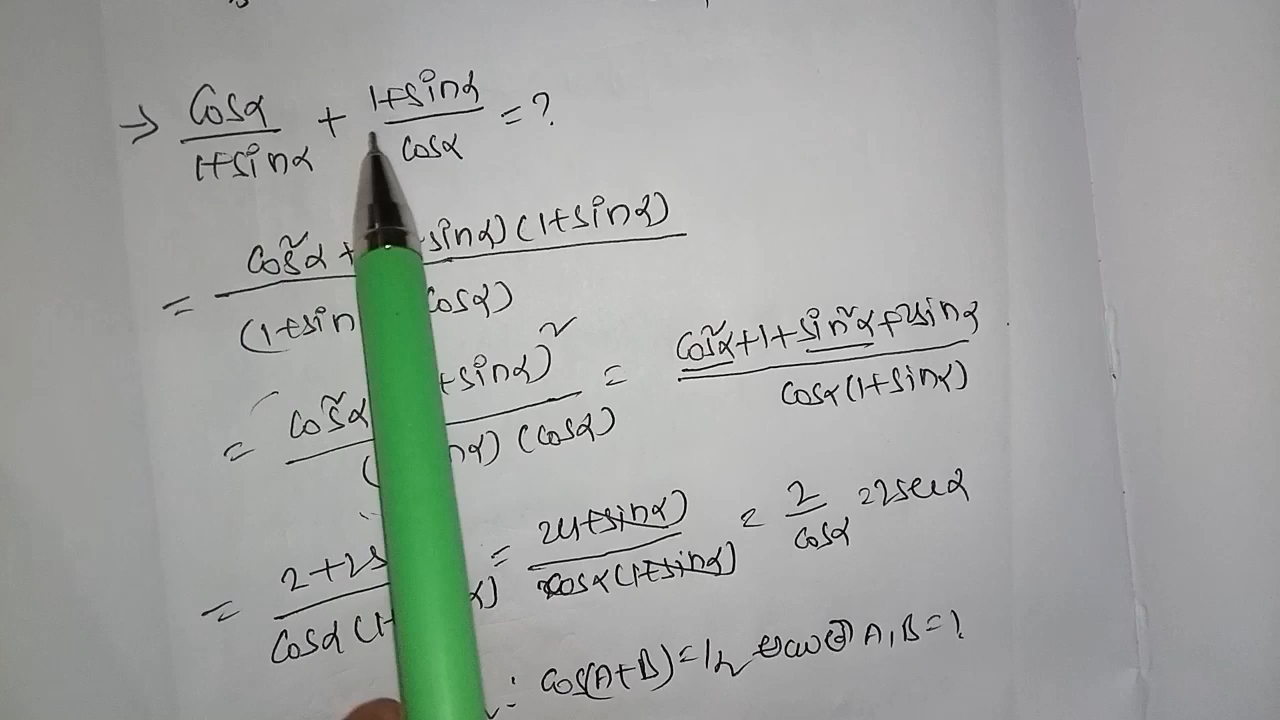 → cosα/(1+sinα) + (1+sinα)/cosα = ?
= (cos²α + sinα)(1+sinα) / (1+sin cosα)
= cos²α +sinα)² / ( nα)(cosα) = (cos²α+1+sin²α+2sinα) / cosα(1+sinα)
= 2+2s / cosα(1+ α) = 2(1+sinα) / cosα(1+sinα) = 2/cosα = 2secα
cos(A+B)=1/2 A,B=?